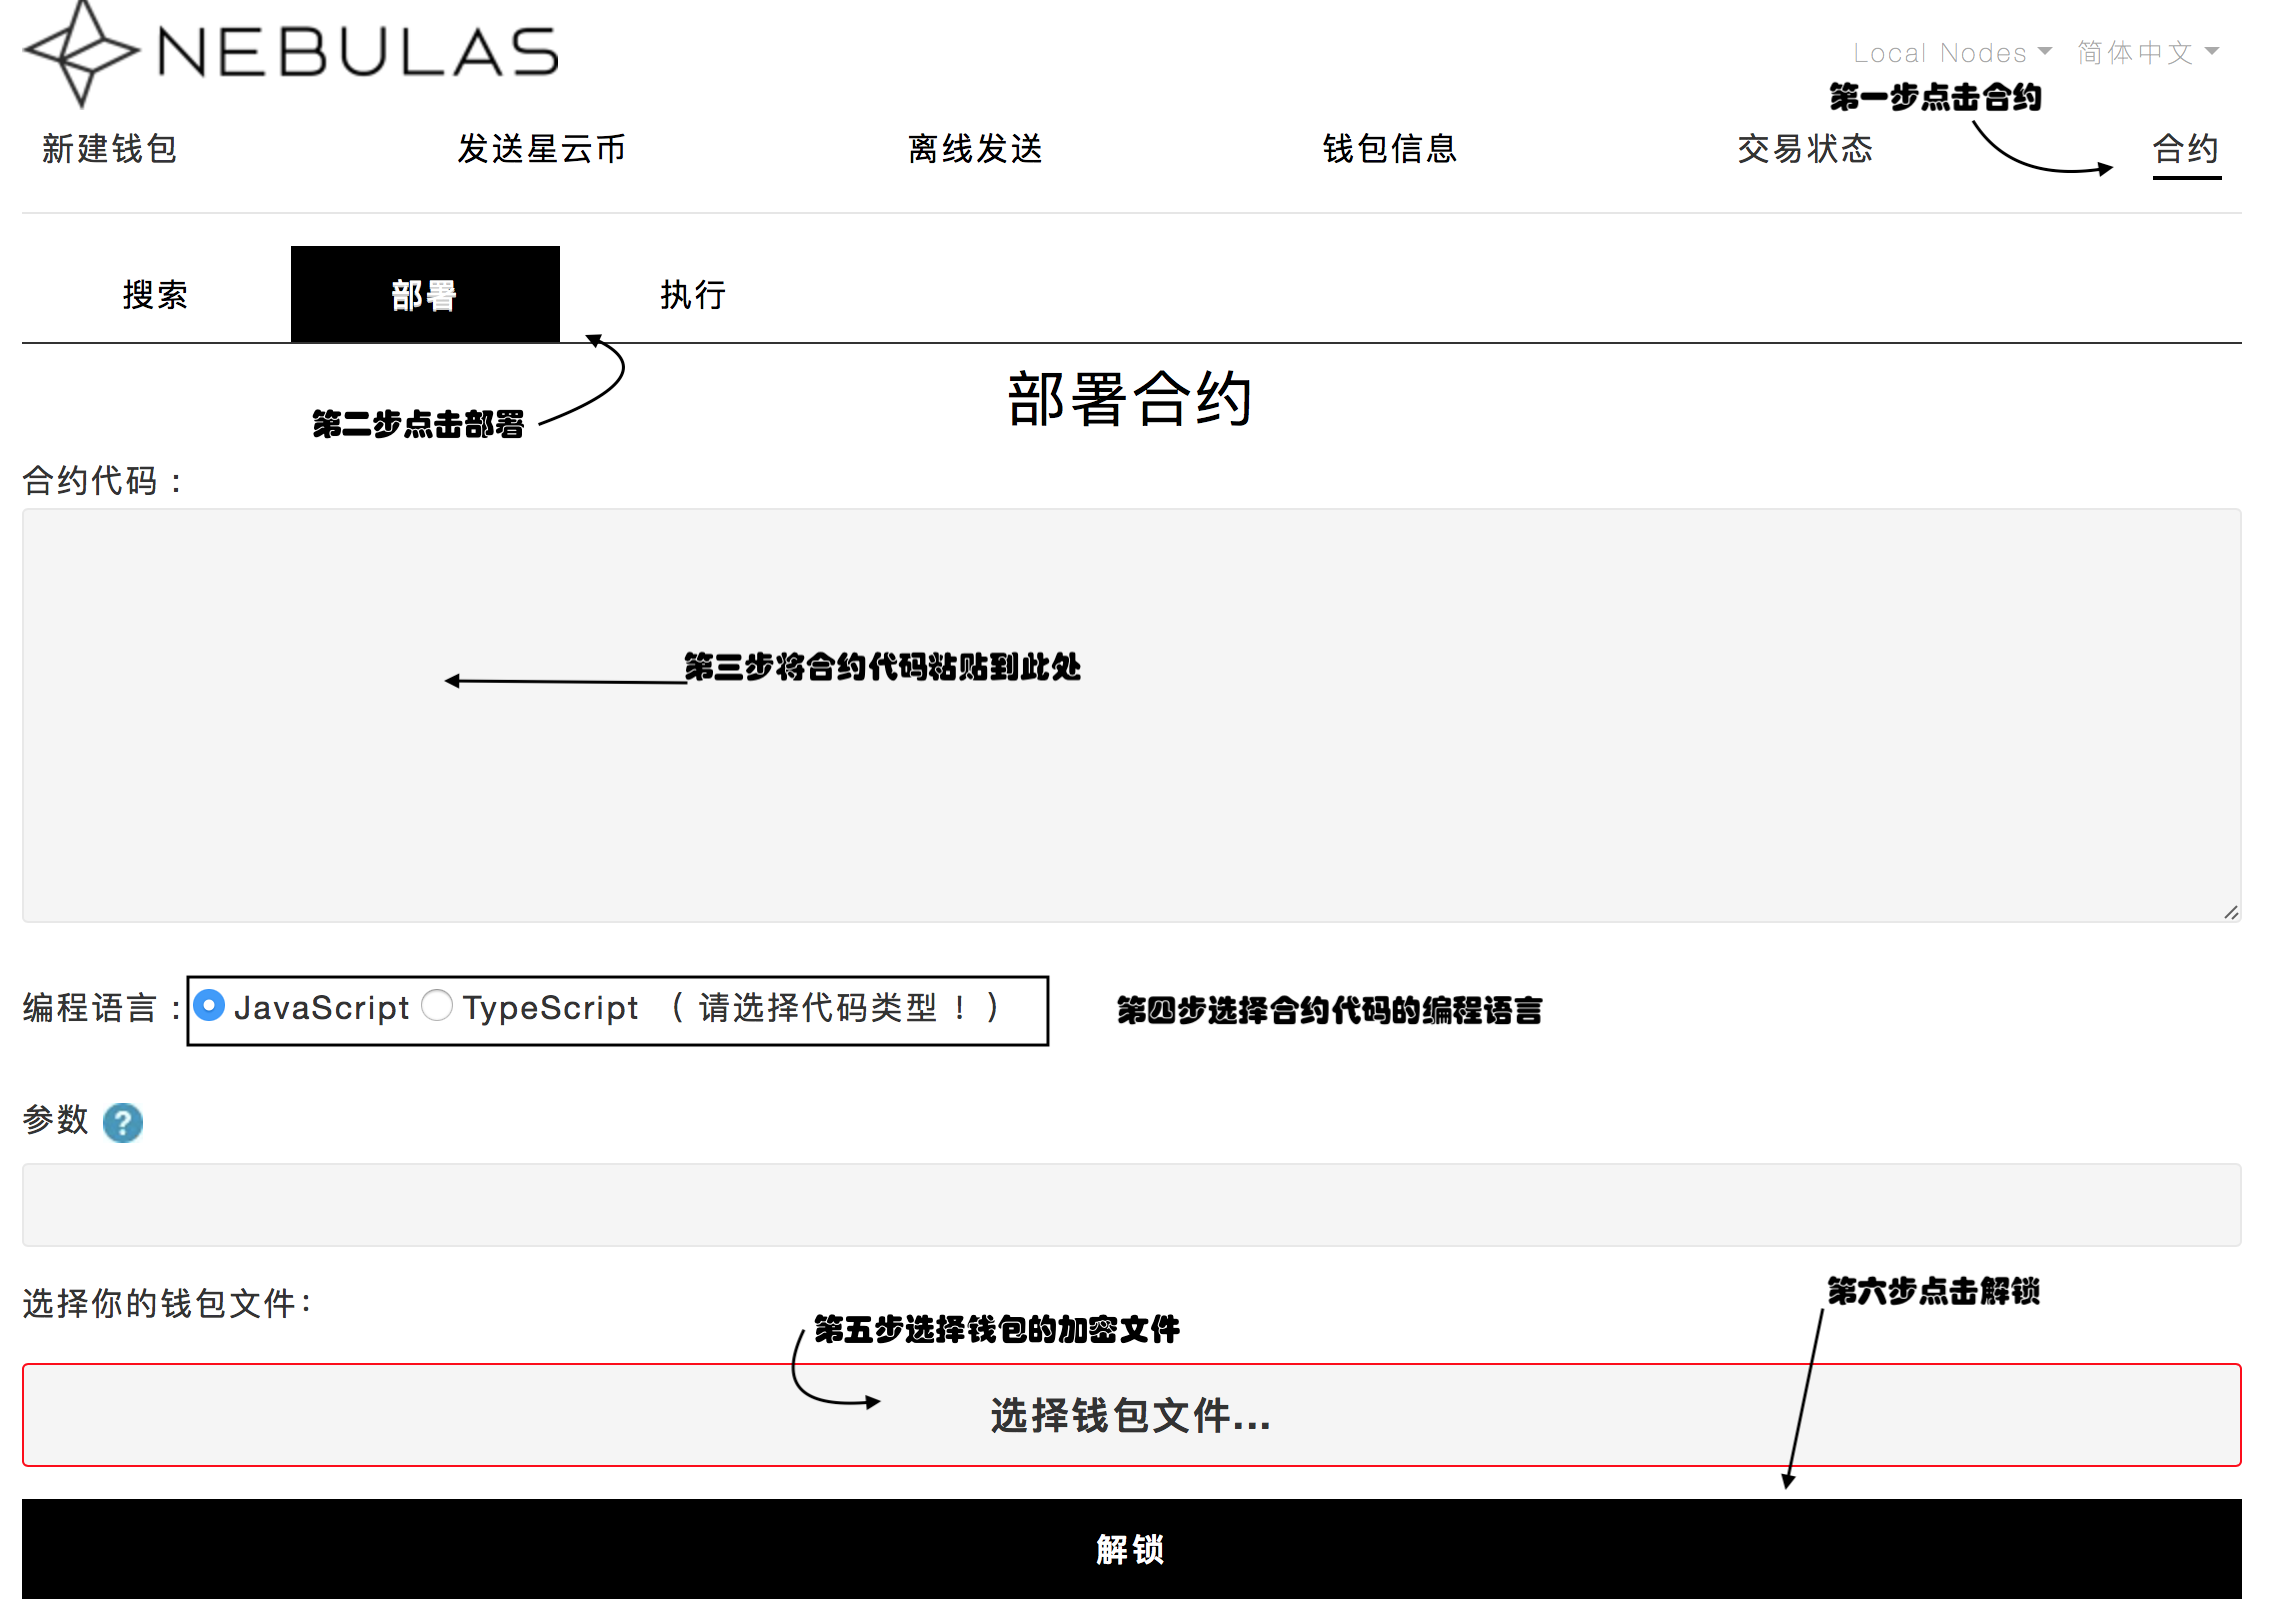 NEBULAS
Local Nodes 简体中文
第一步点击合约
新建钱包 发送星云币 离线发送 钱包信息 交易状态 合约
搜索 部署 执行
部署合约
第二步点击部署
合约代码：
第三步将合约代码粘贴到此处
编程语言： JavaScript TypeScript （请选择代码类型！） 第四步选择合约代码的编程语言
参数 ?
选择你的钱包文件：
第六步点击解锁
第五步选择钱包的加密文件
选择钱包文件...
解锁